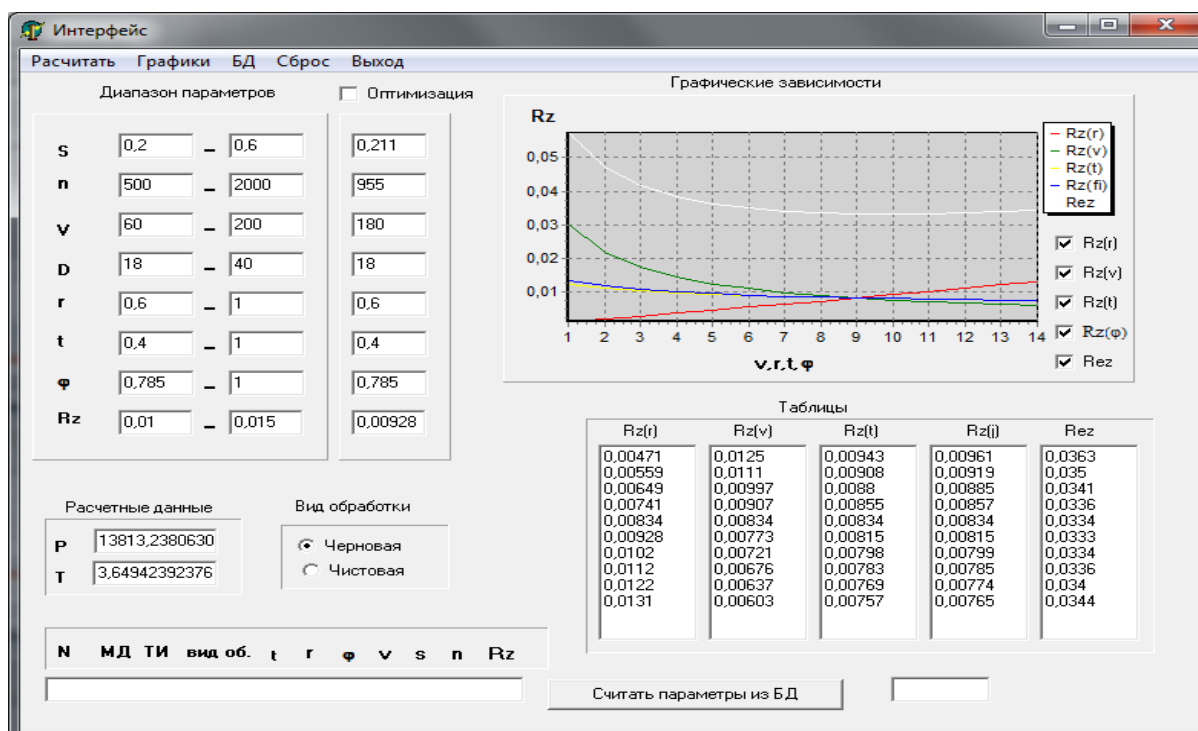 Интерфейс
Расчитать Графики БД Сброс Выход
Диапазон параметров
Оптимизация
S 0,2 – 0,6 0,211
n 500 – 2000 955
v 60 – 200 180
D 18 – 40 18
r 0,6 – 1 0,6
t 0,4 – 1 0,4
φ 0,785 – 1 0,785
Rz 0,01 – 0,015 0,00928
Расчетные данные
P 13813,2380630
T 3,64942392376
Вид обработки
Черновая
Чистовая
Графические зависимости
Rz
0,05
0,04
0,03
0,02
0,01
1 2 3 4 5 6 7 8 9 10 11 12 13 14
v,r,t,φ
Rz(r)
Rz(v)
Rz(t)
Rz(fi)
Rez
Rz(r)
Rz(v)
Rz(t)
Rz(φ)
Rez
Таблицы
Rz(r) Rz(v) Rz(t) Rz(j) Rez
0,00471 0,0125 0,00943 0,00961 0,0363
0,00559 0,0111 0,00908 0,00919 0,035
0,00649 0,00997 0,0088 0,00885 0,0341
0,00741 0,00907 0,00855 0,00857 0,0336
0,00834 0,00834 0,00834 0,00834 0,0334
0,00928 0,00773 0,00815 0,00815 0,0333
0,0102 0,00721 0,00798 0,00799 0,0334
0,0112 0,00676 0,00783 0,00785 0,0336
0,0122 0,00637 0,00769 0,00774 0,034
0,0131 0,00603 0,00757 0,00765 0,0344
N МД ТИ вид об. t r φ v s n Rz
Считать параметры из БД